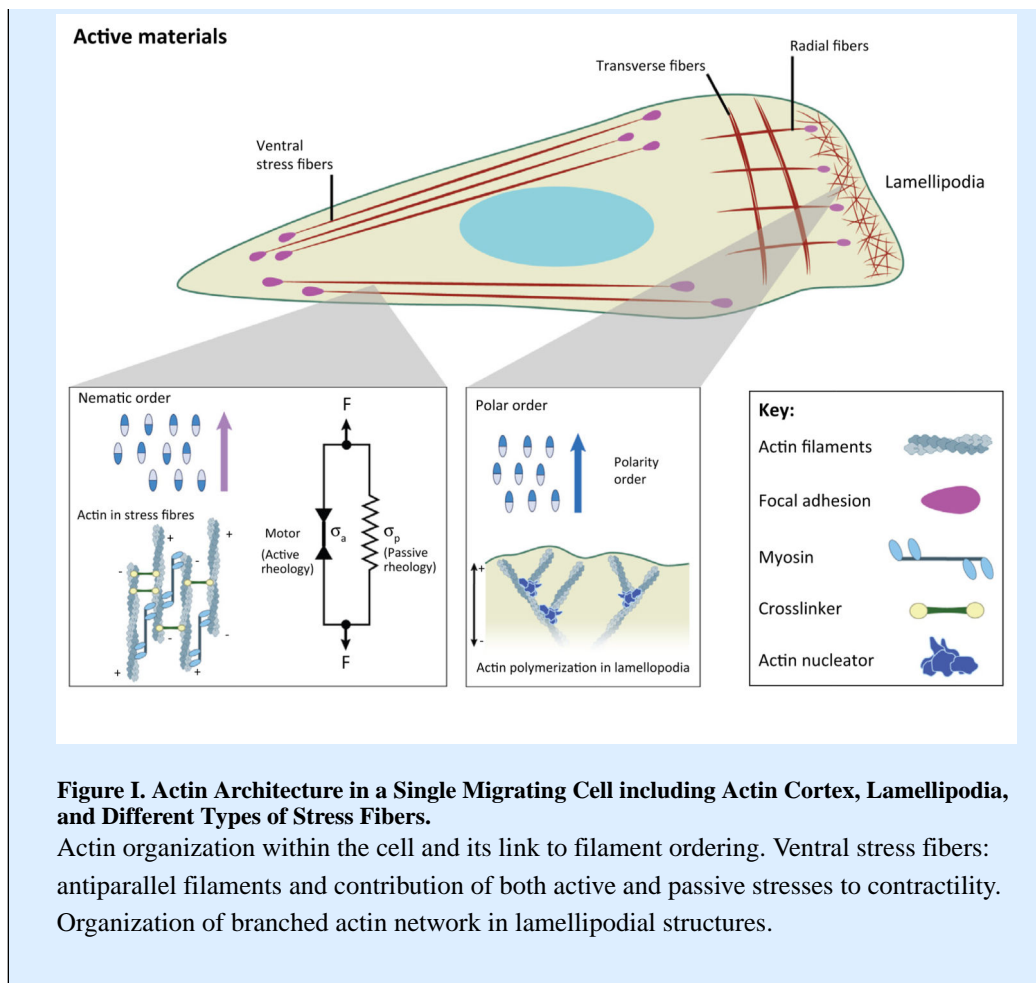 Active materials
Radial fibers
Transverse fibers
Ventral
stress fibers
Lamellipodia
Nematic order
Actin in stress fibres
+
+
-
-
-
-
+
+
F
Motor
(Active
rheology)
σa
σp
(Passive
rheology)
F
Polar order
Polarity
order
+
-
Actin polymerization in lamellopodia
Key:
Actin filaments
Focal adhesion
Myosin
Crosslinker
Actin nucleator
Figure I. Actin Architecture in a Single Migrating Cell including Actin Cortex, Lamellipodia,
and Different Types of Stress Fibers.
Actin organization within the cell and its link to filament ordering. Ventral stress fibers:
antiparallel filaments and contribution of both active and passive stresses to contractility.
Organization of branched actin network in lamellipodial structures.